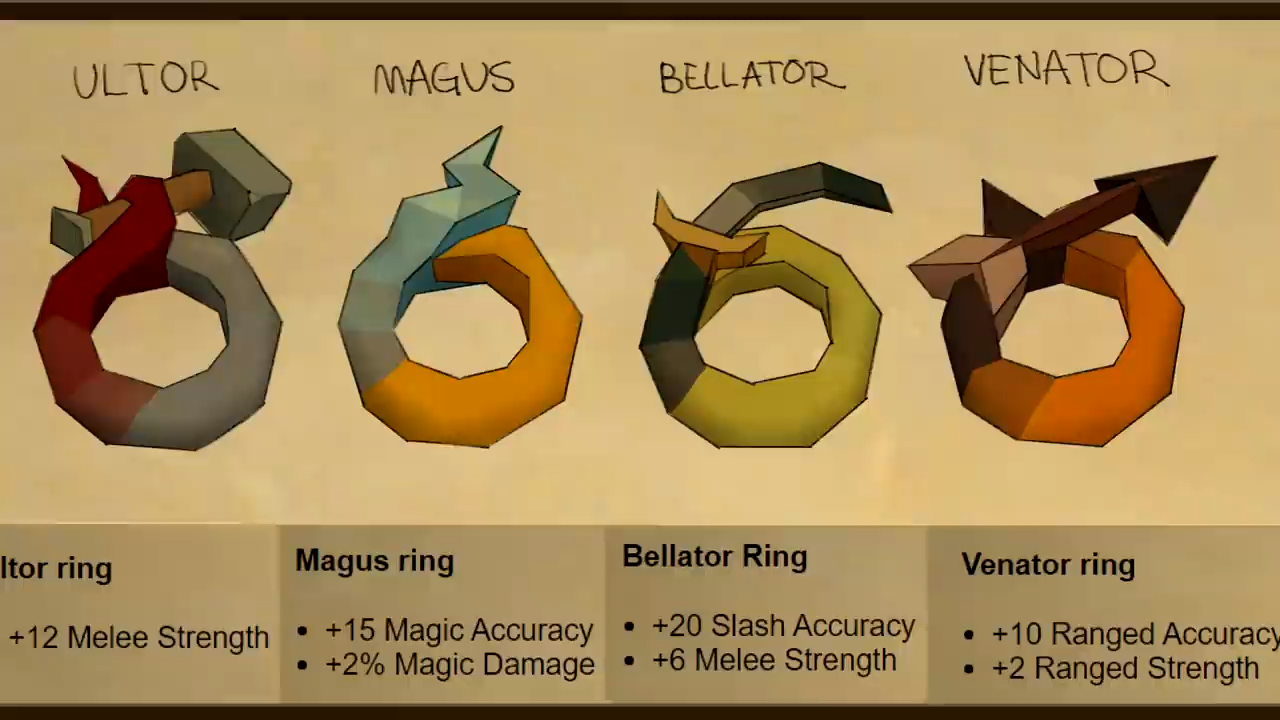 ULTOR
MAGUS
BELLATOR
VENATOR
ltor ring
+12 Melee Strength
Magus ring
• +15 Magic Accuracy
• +2% Magic Damage
Bellator Ring
• +20 Slash Accuracy
• +6 Melee Strength
Venator ring
• +10 Ranged Accuracy
• +2 Ranged Strength